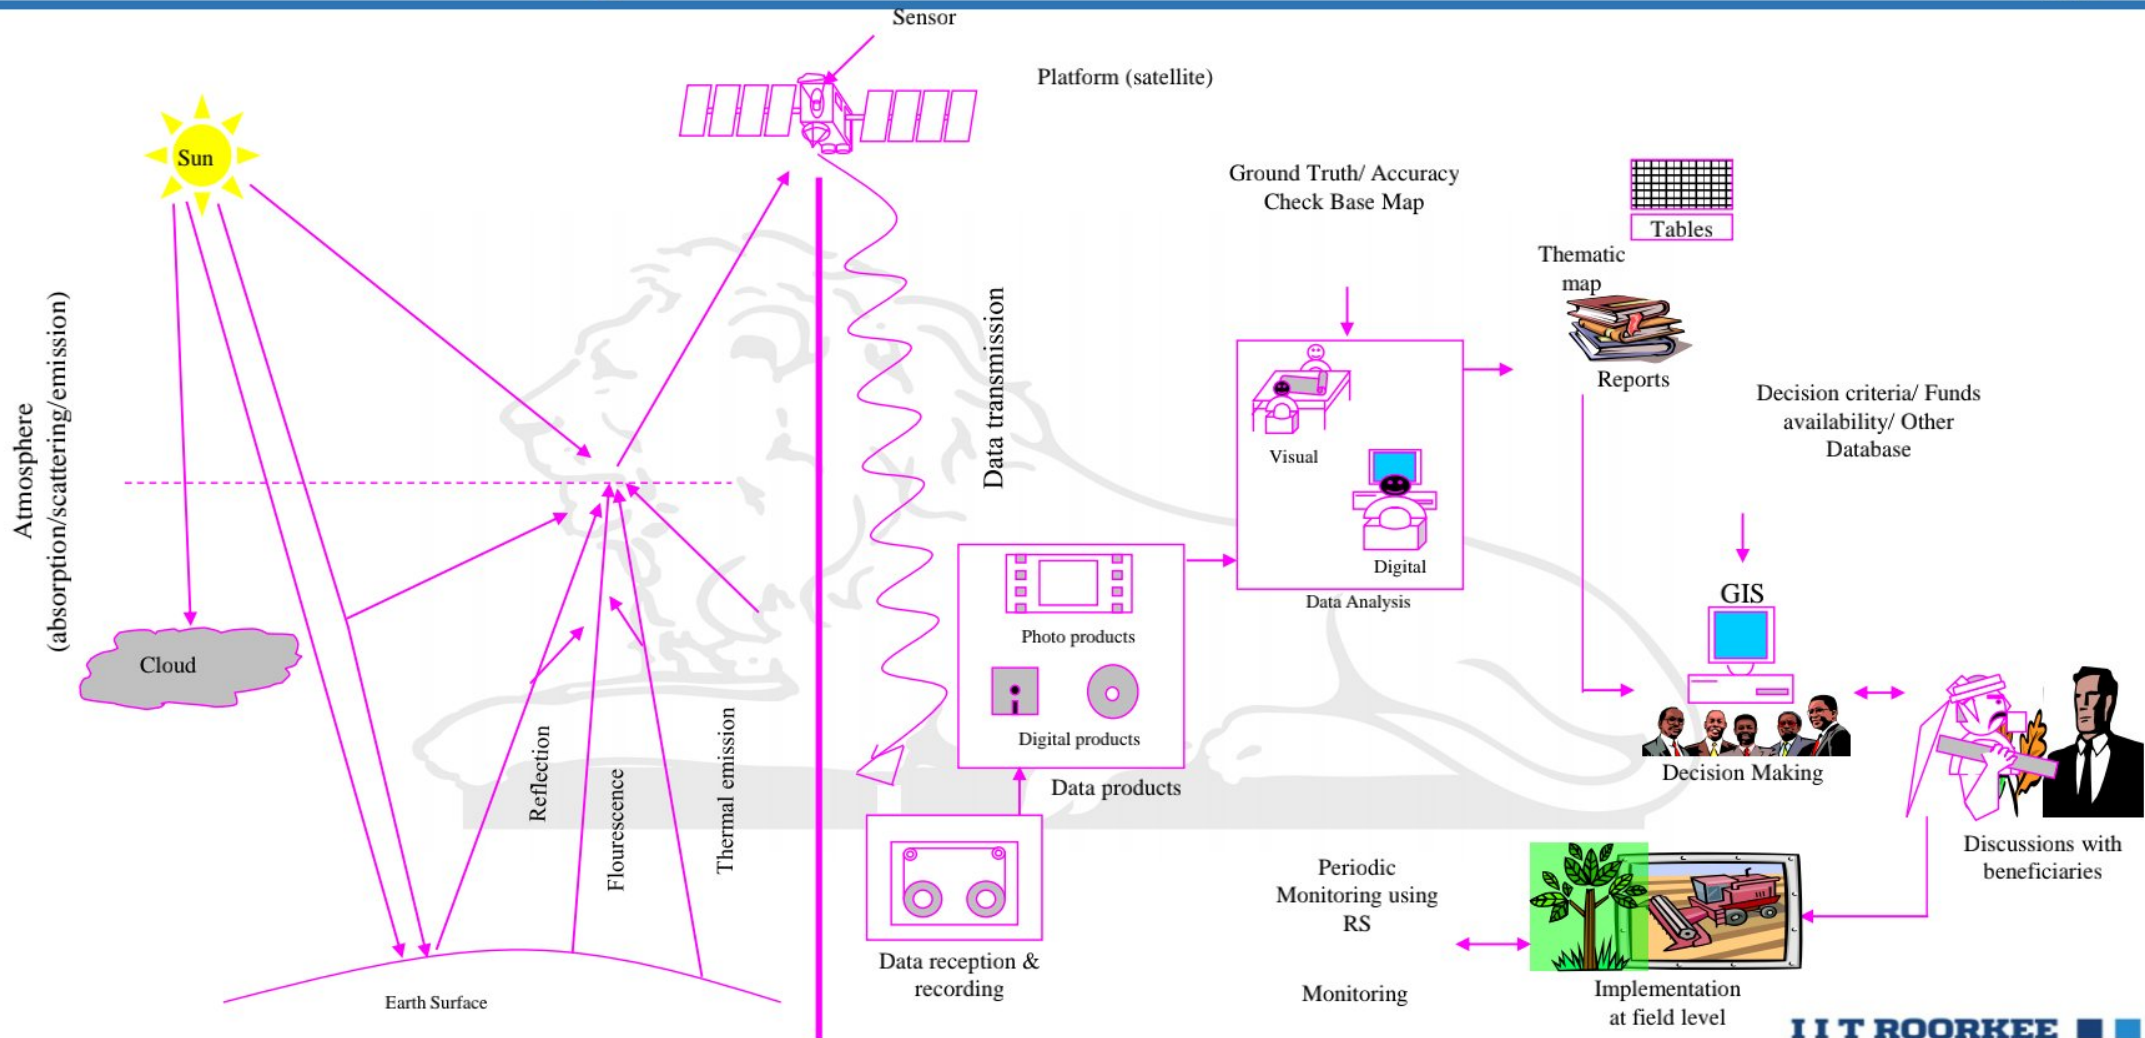 Sensor
Platform (satellite)
Sun
Atmosphere
(absorption/scattering/emission)
Cloud
Reflection
Flourescence
Thermal emission
Earth Surface
Data transmission
Data reception &
recording
Photo products
Digital products
Data products
Ground Truth/ Accuracy
Check Base Map
Visual
Digital
Data Analysis
Tables
Thematic
map
Reports
Decision criteria/ Funds
availability/ Other
Database
GIS
Decision Making
Discussions with
beneficiaries
Periodic
Monitoring using
RS
Monitoring
Implementation
at field level
IIT ROORKEE